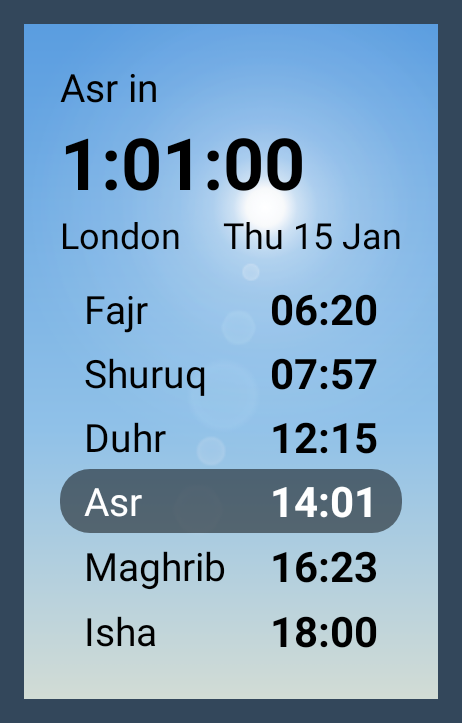 Asr in
1:01:00
London Thu 15 Jan
Fajr 06:20
Shuruq 07:57
Duhr 12:15
Asr 14:01
Maghrib 16:23
Isha 18:00